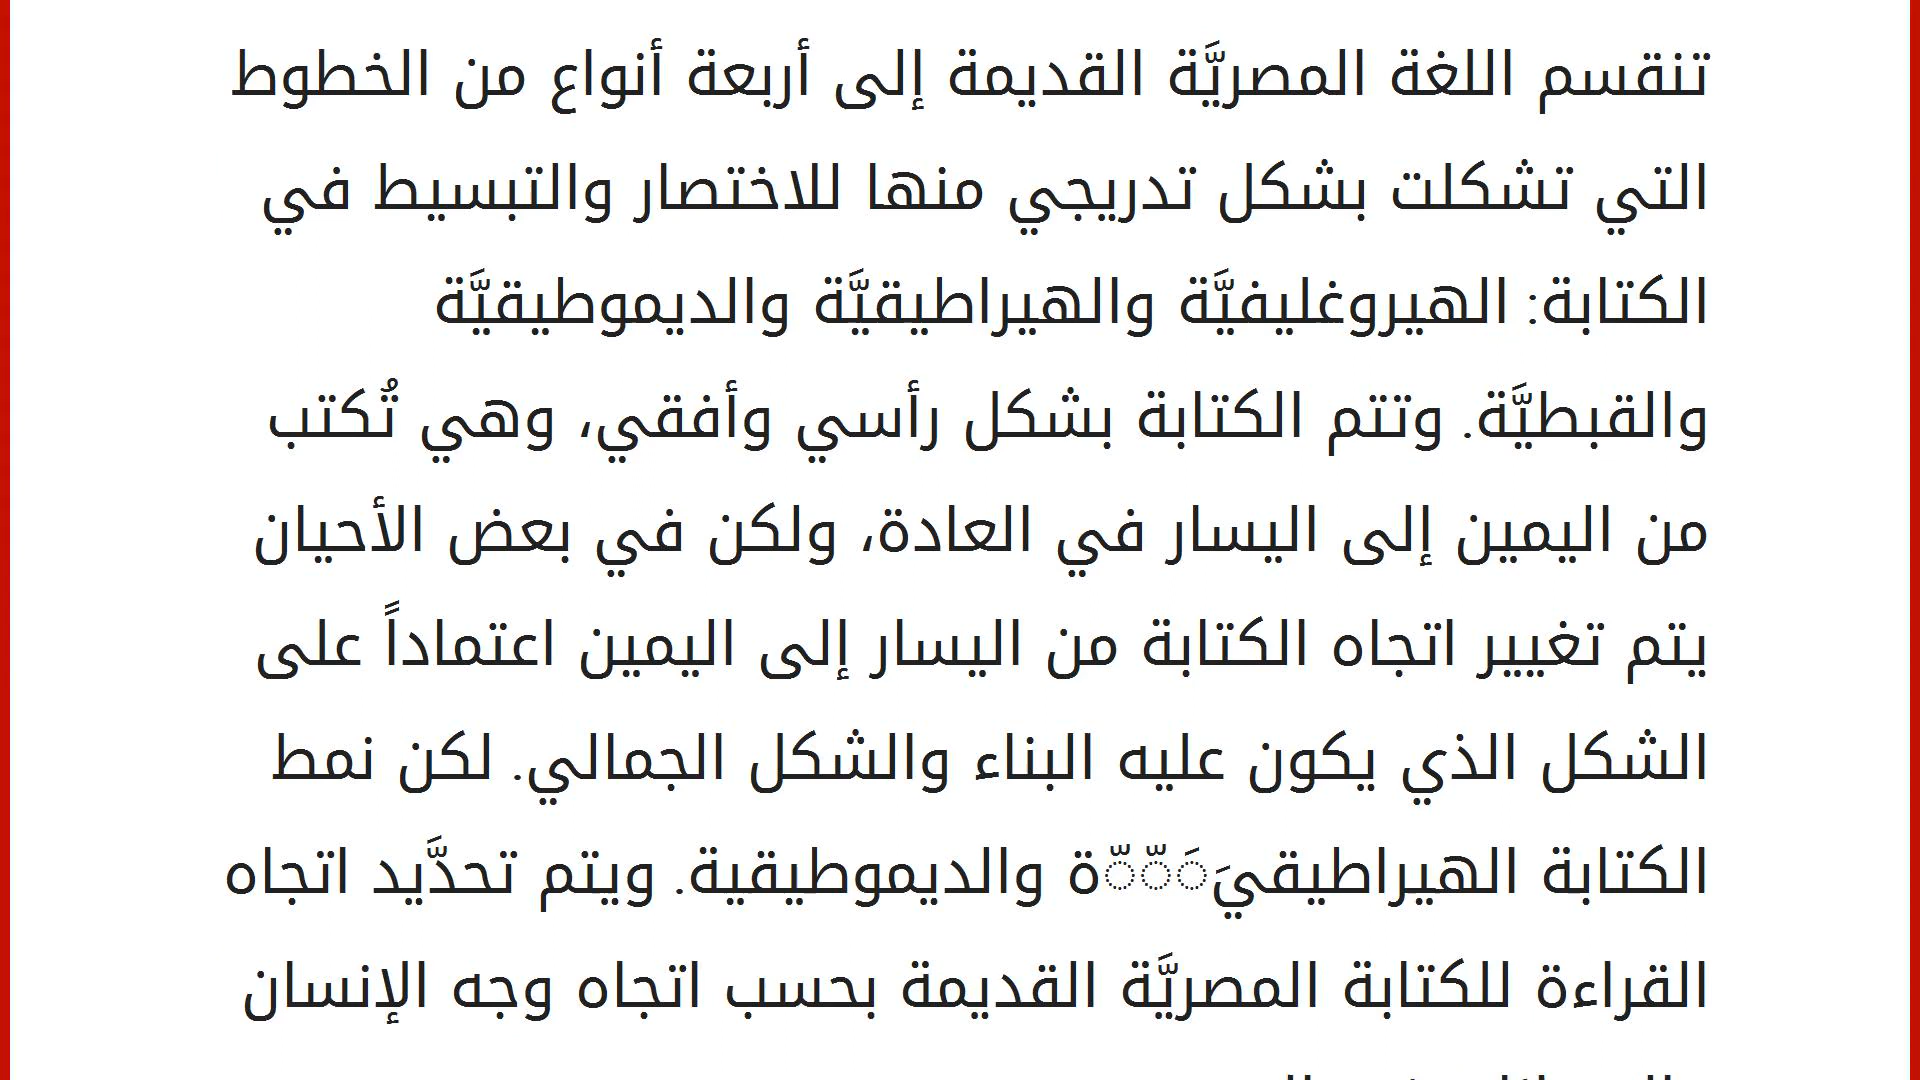 تنقسم اللغة المصريَّة القديمة إلى أربعة أنواع من الخطوط
التي تشكلت بشكل تدريجي منها للاختصار والتبسيط في
الكتابة: الهيروغليفيَّة والهيراطيقيَّة والديموطيقيَّة
والقبطيَّة. وتتم الكتابة بشكل رأسي وأفقي، وهي تُكتب
من اليمين إلى اليسار في العادة، ولكن في بعض الأحيان
يتم تغيير اتجاه الكتابة من اليسار إلى اليمين اعتماداً على
الشكل الذي يكون عليه البناء والشكل الجمالي. لكن نمط
الكتابة الهيراطيقيَ◌َ◌ّ◌ّة والديموطيقية. ويتم تحدَّيد اتجاه
القراءة للكتابة المصريَّة القديمة بحسب اتجاه وجه الإنسان